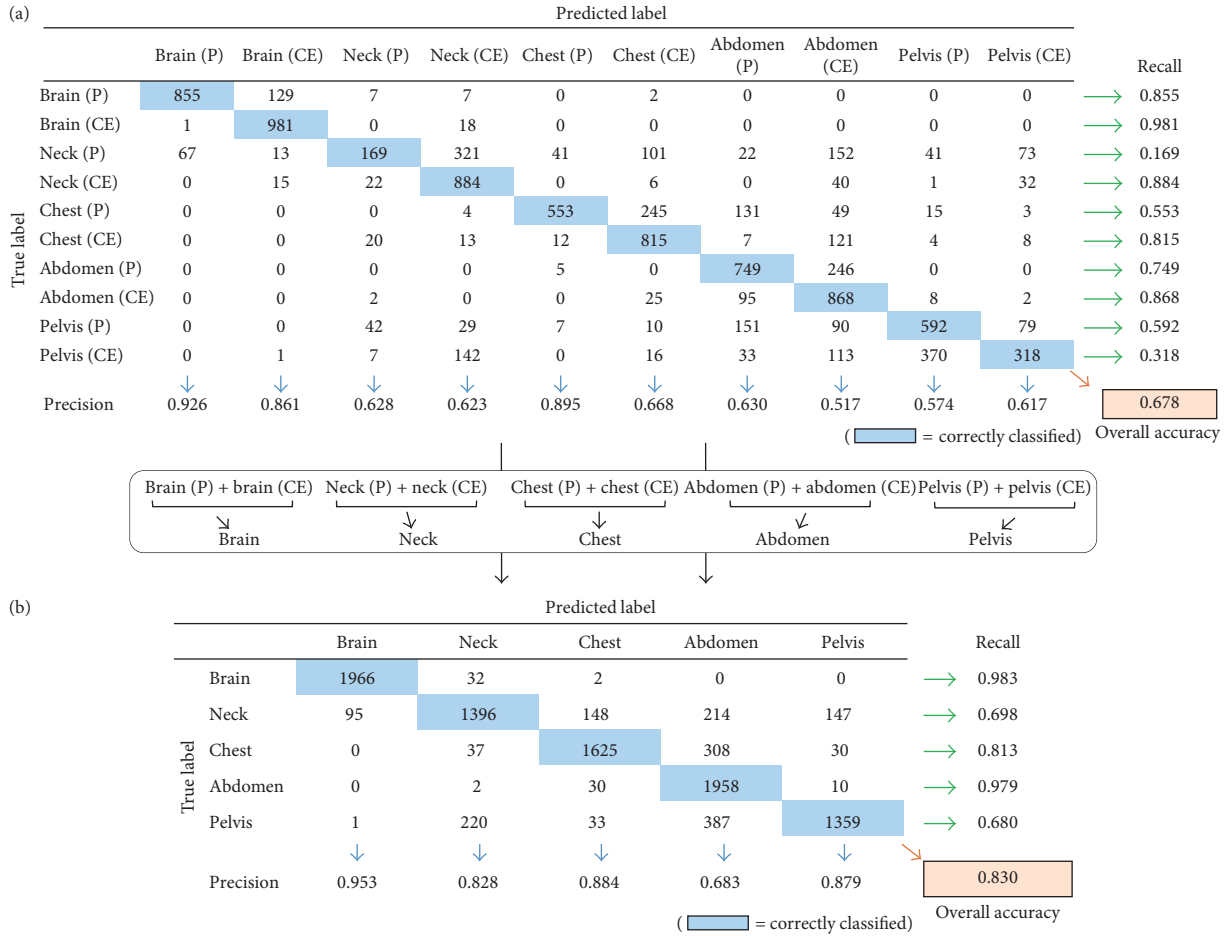 (a)
Predicted label
Brain (P) Brain (CE) Neck (P) Neck (CE) Chest (P) Chest (CE) Abdomen (P) Abdomen (CE) Pelvis (P) Pelvis (CE) Recall
True label
Brain (P) 855 129 7 7 0 2 0 0 0 0 0.855
Brain (CE) 1 981 0 18 0 0 0 0 0 0 0.981
Neck (P) 67 13 169 321 41 101 22 152 41 73 0.169
Neck (CE) 0 15 22 884 0 6 0 40 1 32 0.884
Chest (P) 0 0 0 4 553 245 131 49 15 3 0.553
Chest (CE) 0 0 20 13 12 815 7 121 4 8 0.815
Abdomen (P) 0 0 0 0 5 0 749 246 0 0 0.749
Abdomen (CE) 0 0 2 0 0 25 95 868 8 2 0.868
Pelvis (P) 0 0 42 29 7 10 151 90 592 79 0.592
Pelvis (CE) 0 1 7 142 0 16 33 113 370 318 0.318
Precision 0.926 0.861 0.628 0.623 0.895 0.668 0.630 0.517 0.574 0.617 0.678
( = correctly classified) Overall accuracy
Brain (P) + brain (CE) Neck (P) + neck (CE) Chest (P) + chest (CE) Abdomen (P) + abdomen (CE) Pelvis (P) + pelvis (CE)
Brain Neck Chest Abdomen Pelvis
(b)
Predicted label
Brain Neck Chest Abdomen Pelvis Recall
True label
Brain 1966 32 2 0 0 0.983
Neck 95 1396 148 214 147 0.698
Chest 0 37 1625 308 30 0.813
Abdomen 0 2 30 1958 10 0.979
Pelvis 1 220 33 387 1359 0.680
Precision 0.953 0.828 0.884 0.683 0.879 0.830
( = correctly classified) Overall accuracy